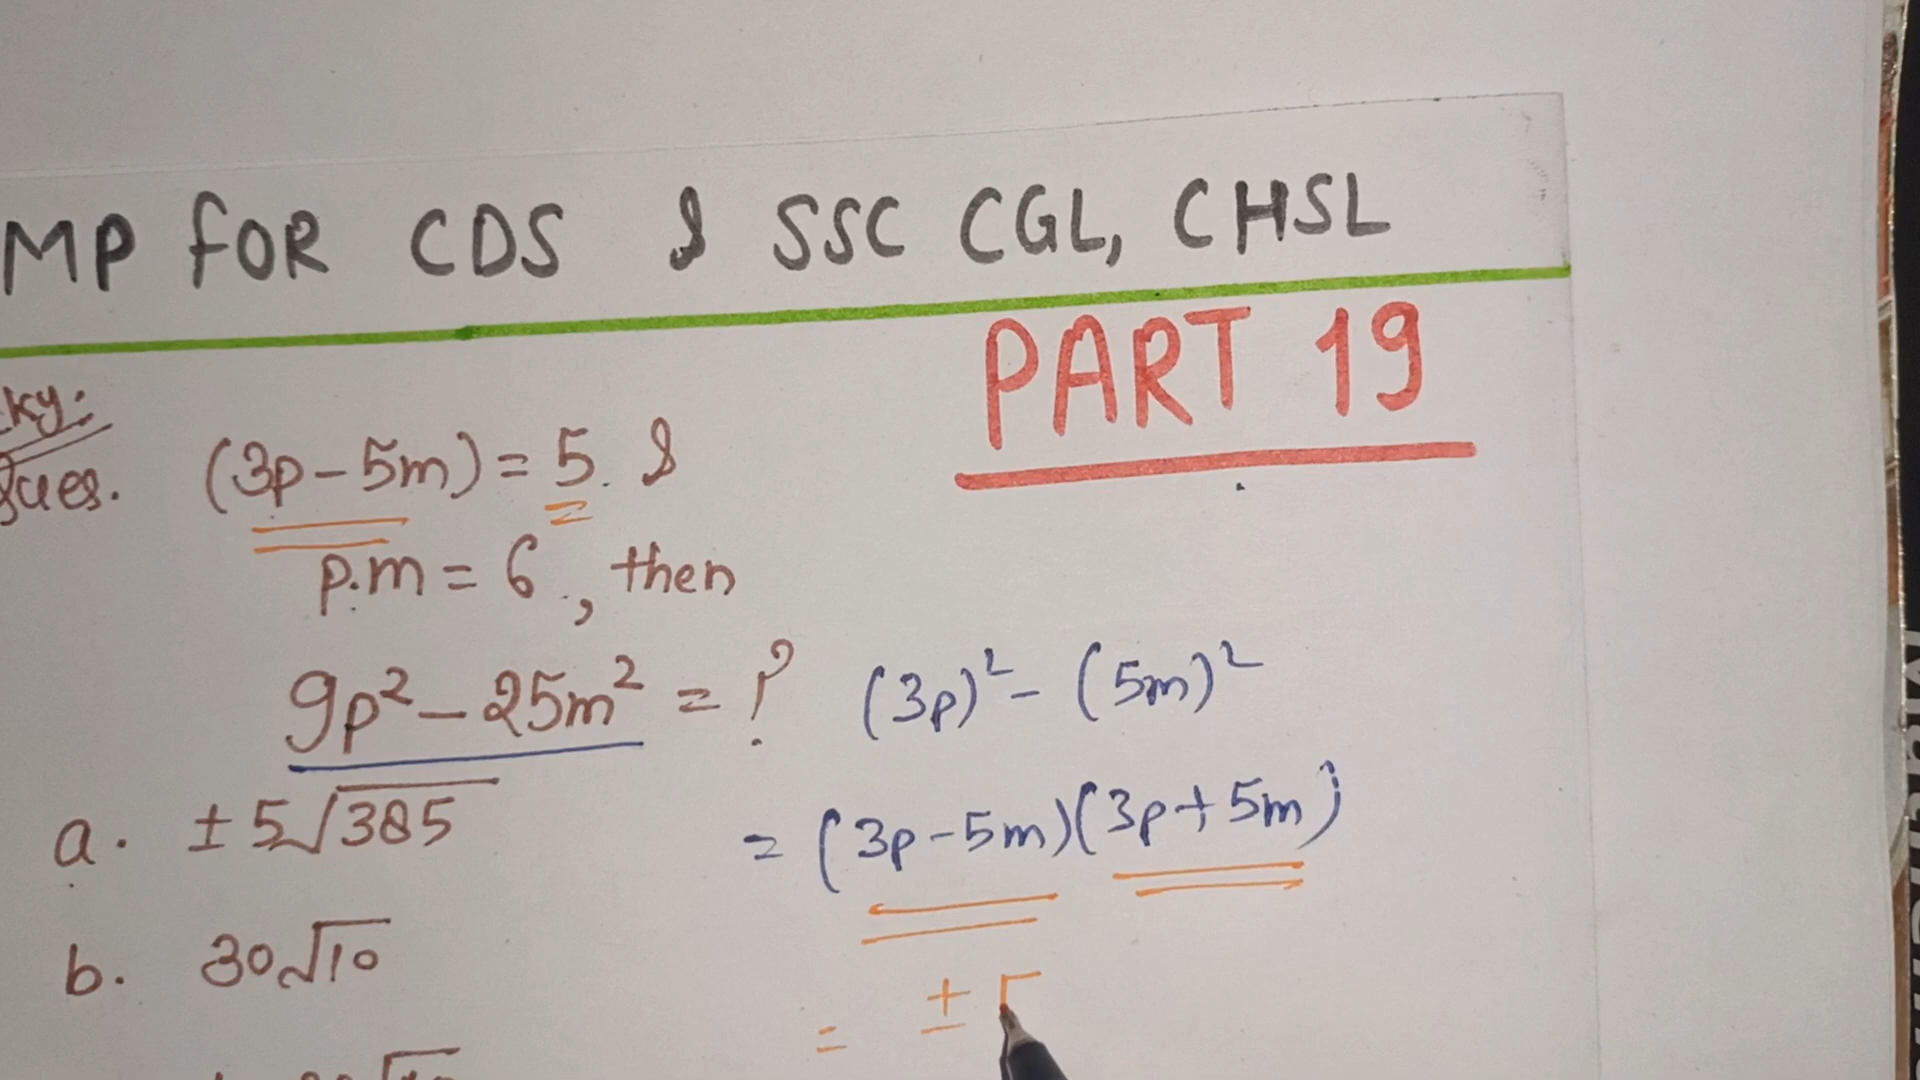 MP FOR CDS & SSC CGL, CHSL
PART 19
ky:
Ques. (3p-5m) = 5. &
p.m = 6, then
9p² - 25m² = ?
(3p)² - (5m)²
= (3p-5m)(3p+5m)
= ± 5
a. ±5√385
b. 30√10